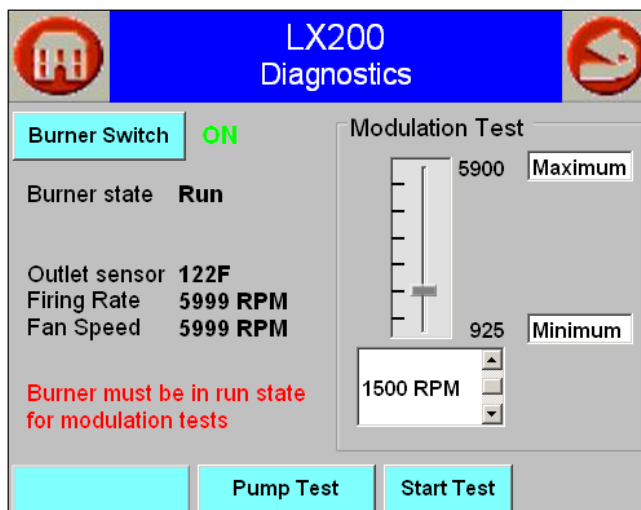 LX200
Diagnostics
Burner Switch ON
Burner state Run
Outlet sensor 122F
Firing Rate 5999 RPM
Fan Speed 5999 RPM
Burner must be in run state
for modulation tests
Modulation Test
5900 Maximum
925 Minimum
1500 RPM
Pump Test
Start Test